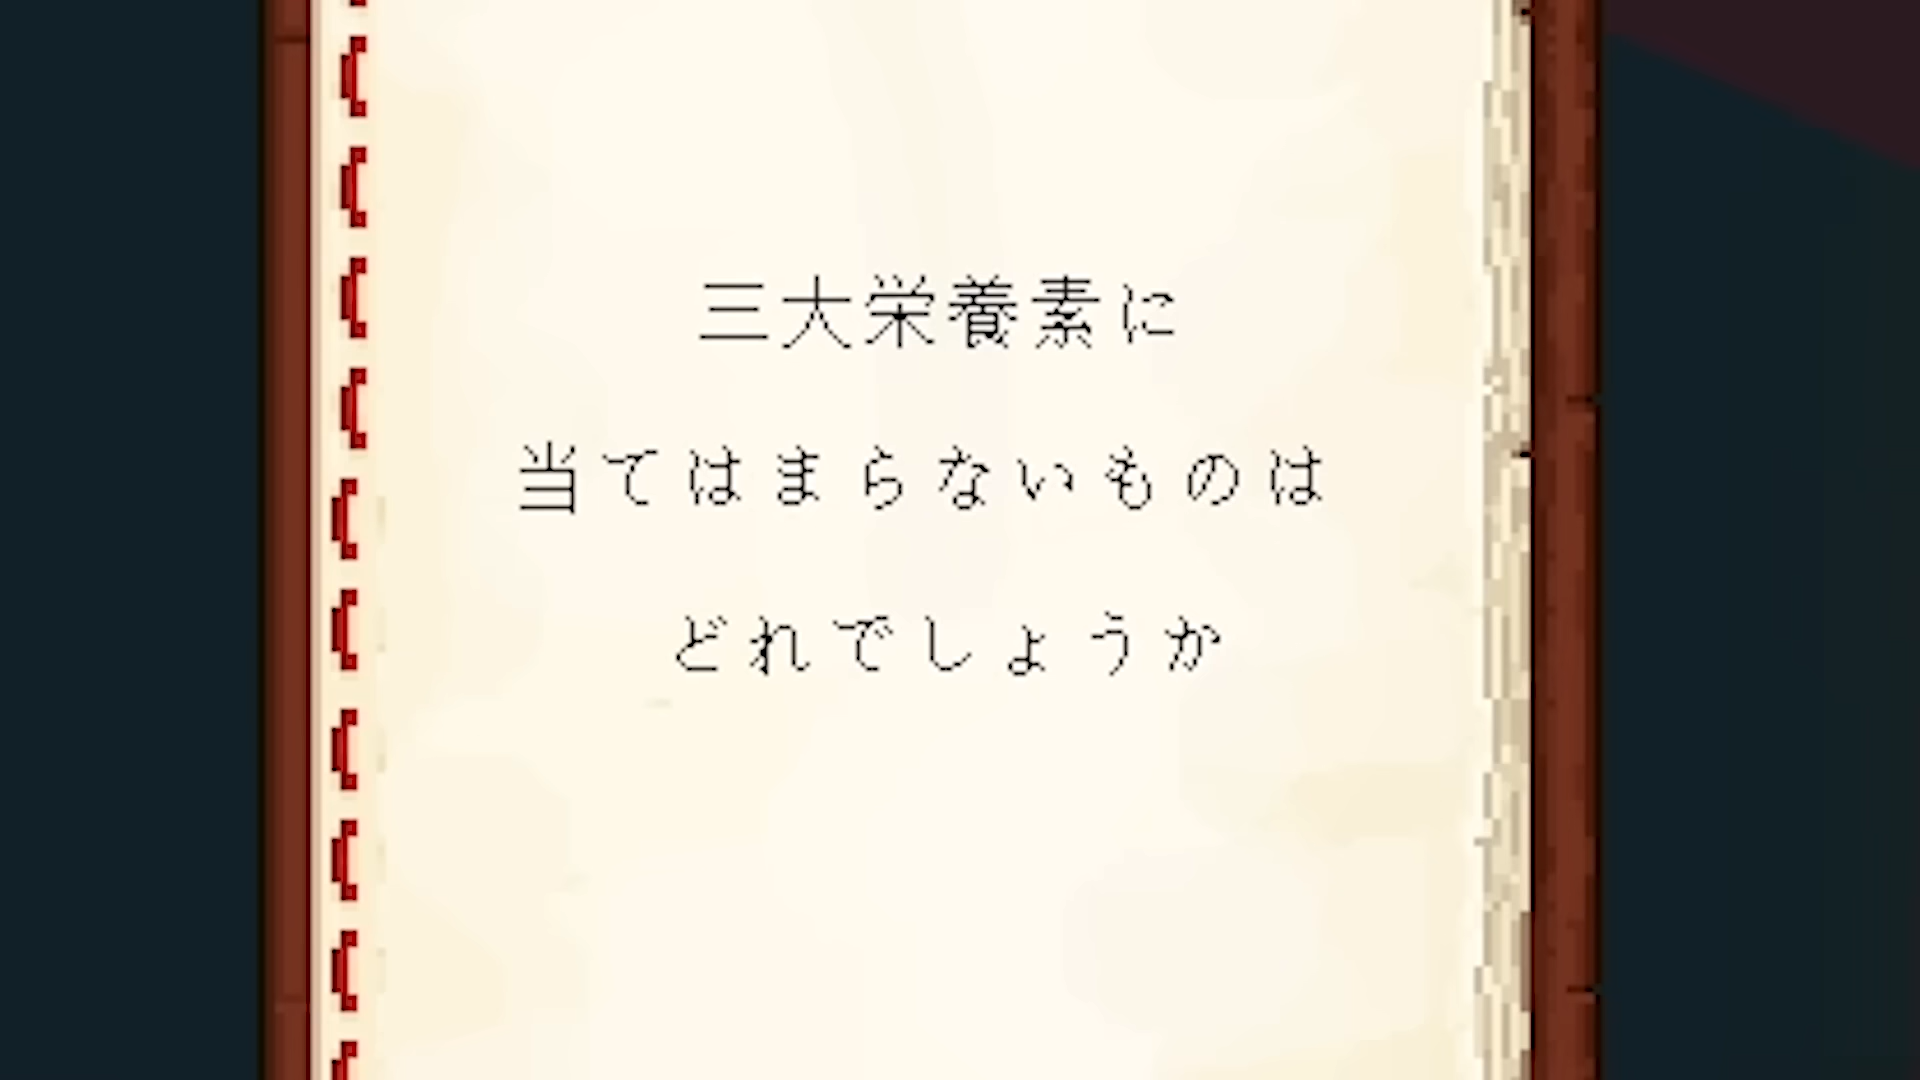 三大栄養素に
当てはまらないものは
どれでしょうか